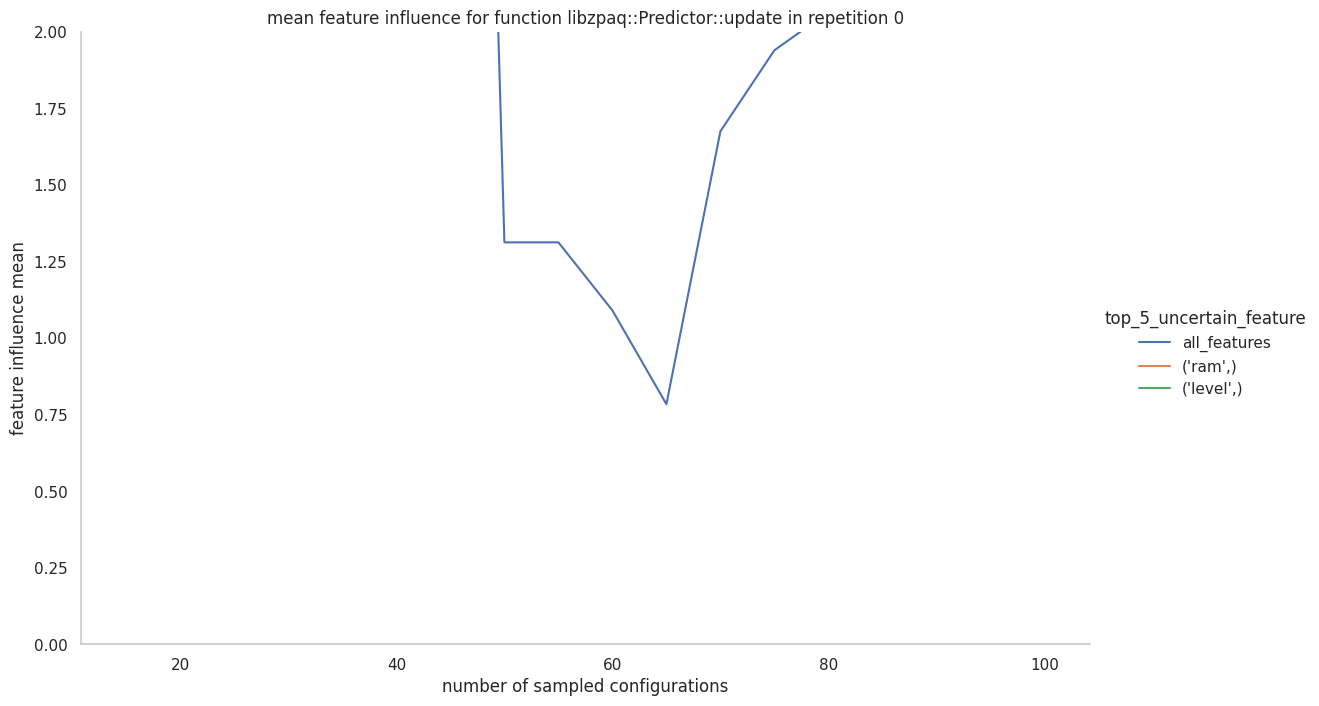 mean feature influence for function libzpaq::Predictor::update in repetition 0
2.00
1.75
1.50
1.25
1.00
0.75
0.50
0.25
0.00
feature influence mean
20 40 60 80 100
number of sampled configurations
top_5_uncertain_feature
all_features
('ram',)
('level',)